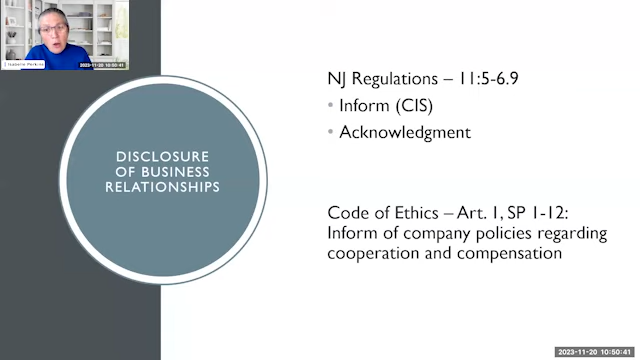 J Isabelle Perkins
2023-11-20 10:50:41
DISCLOSURE
OF BUSINESS
RELATIONSHIPS
NJ Regulations – 11:5-6.9
• Inform (CIS)
• Acknowledgment
Code of Ethics – Art. 1, SP 1-12:
Inform of company policies regarding
cooperation and compensation
2023-11-20 10:50:41